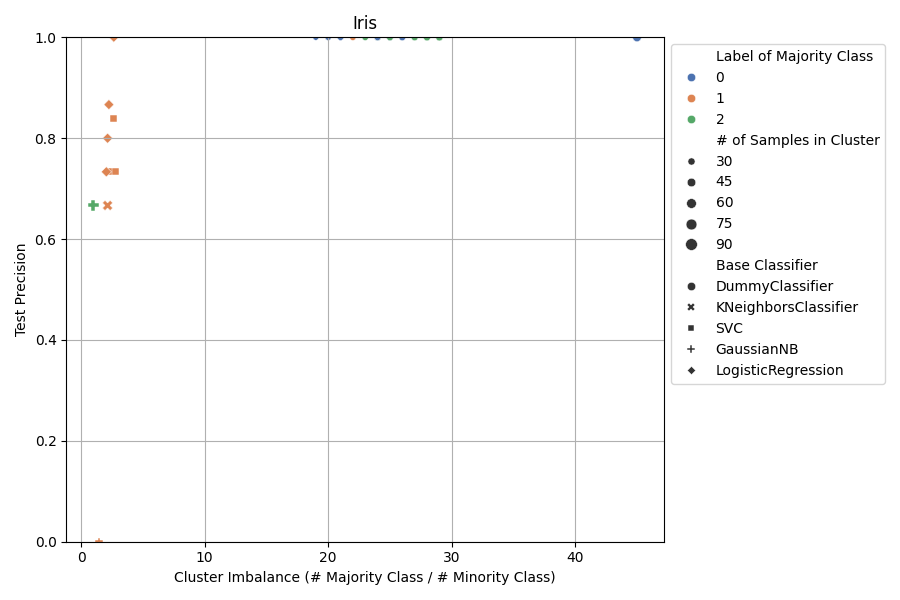 Iris
1.0
0.8
0.6
0.4
0.2
0.0
Test Precision
0
10
20
30
40
Cluster Imbalance (# Majority Class / # Minority Class)
Label of Majority Class
0
1
2
# of Samples in Cluster
30
45
60
75
90
Base Classifier
DummyClassifier
KNeighborsClassifier
SVC
GaussianNB
LogisticRegression